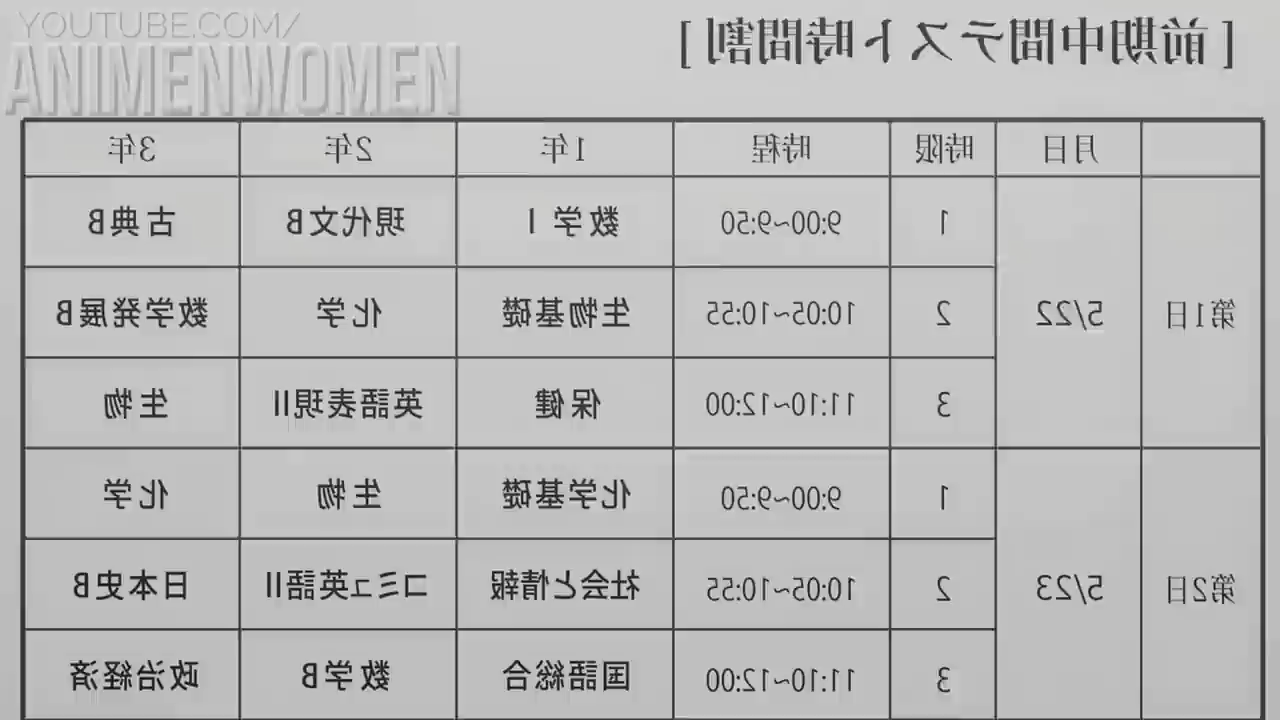 YOUTUBE.COM/
ANIMENWOMEN
[ 前期中間テスト時間割 ]
月日 時限 時程 1年 2年 3年
第1日 5/22 1 9:00~9:50 数学Ⅰ 現代文B 古典B
2 10:05~10:55 生物基礎 化学 数学発展B
3 11:10~12:00 保健 英語表現II 生物
第2日 5/23 1 9:00~9:50 化学基礎 生物 化学
2 10:05~10:55 社会と情報 コミュ英語II 日本史B
3 11:10~12:00 国語総合 数学B 政治経済